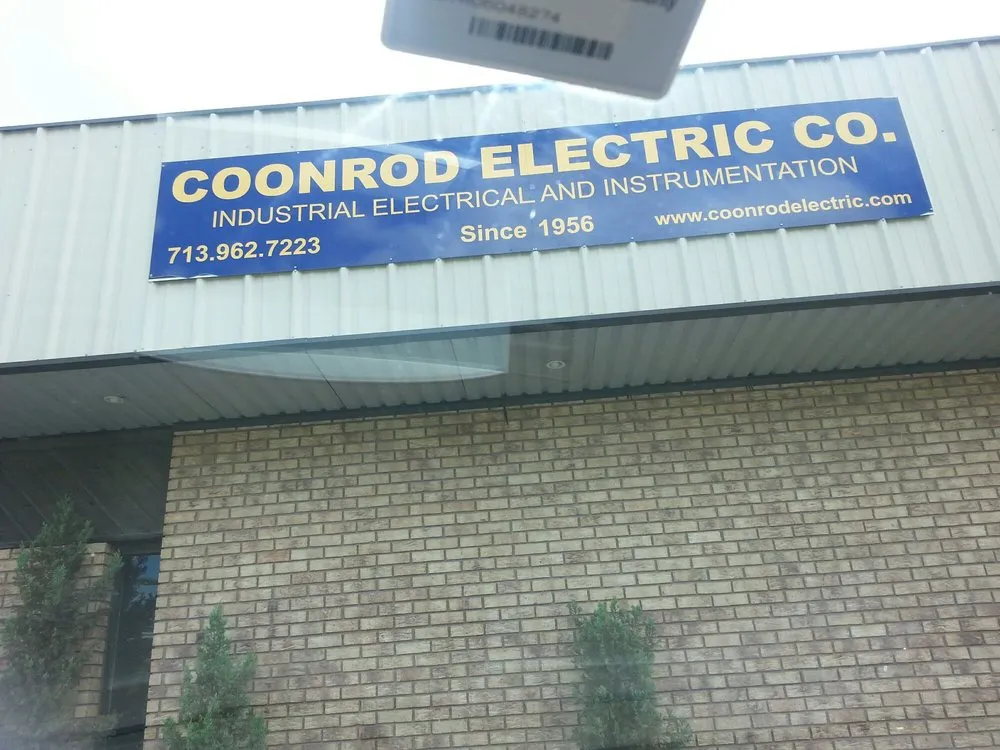 COONROD ELECTRIC CO.
INDUSTRIAL ELECTRICAL AND INSTRUMENTATION
713.962.7223
Since 1956
www.coonrodelectric.com